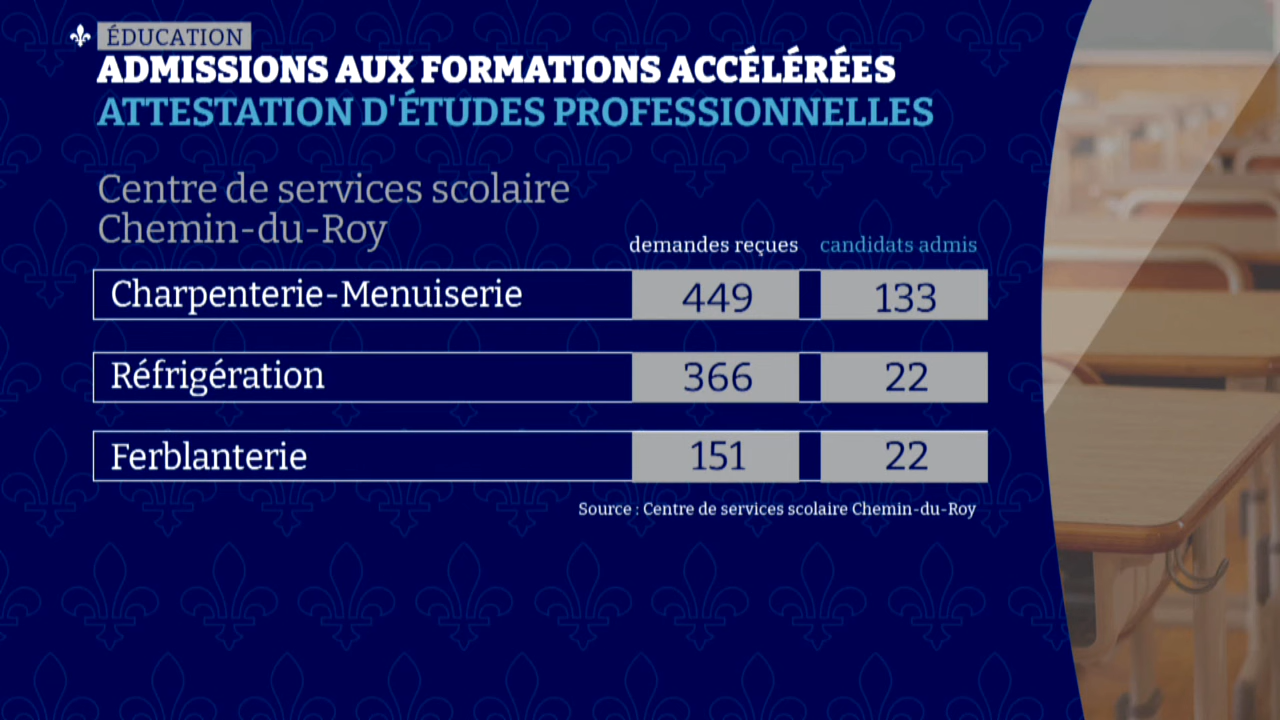 ÉDUCATION
ADMISSIONS AUX FORMATIONS ACCÉLÉRÉES
ATTESTATION D'ÉTUDES PROFESSIONNELLES
Centre de services scolaire
Chemin-du-Roy
demandes reçues candidats admis
Charpenterie-Menuiserie 449 133
Réfrigération 366 22
Ferblanterie 151 22
Source : Centre de services scolaire Chemin-du-Roy